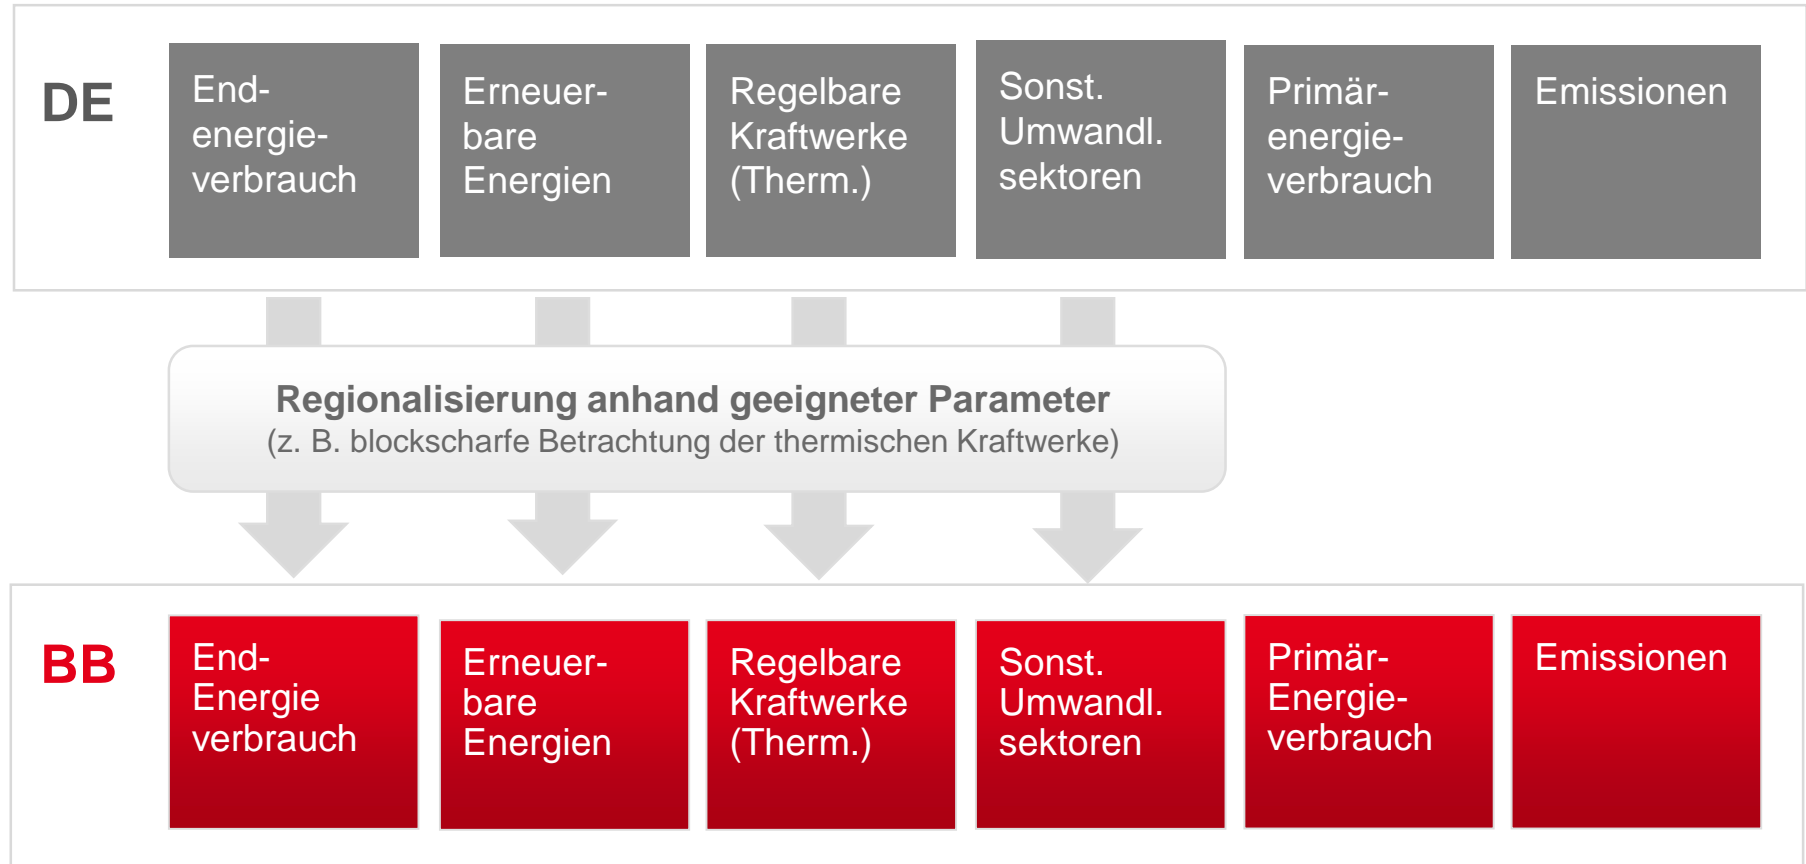 DE
End-
energie-
verbrauch
Erneuer-
bare
Energien
Regelbare
Kraftwerke
(Therm.)
Sonst.
Umwandl.
sektoren
Primär-
energie-
verbrauch
Emissionen
Regionalisierung anhand geeigneter Parameter
(z. B. blockscharfe Betrachtung der thermischen Kraftwerke)
BB
End-
Energie
verbrauch
Erneuer-
bare
Energien
Regelbare
Kraftwerke
(Therm.)
Sonst.
Umwandl.
sektoren
Primär-
Energie-
verbrauch
Emissionen